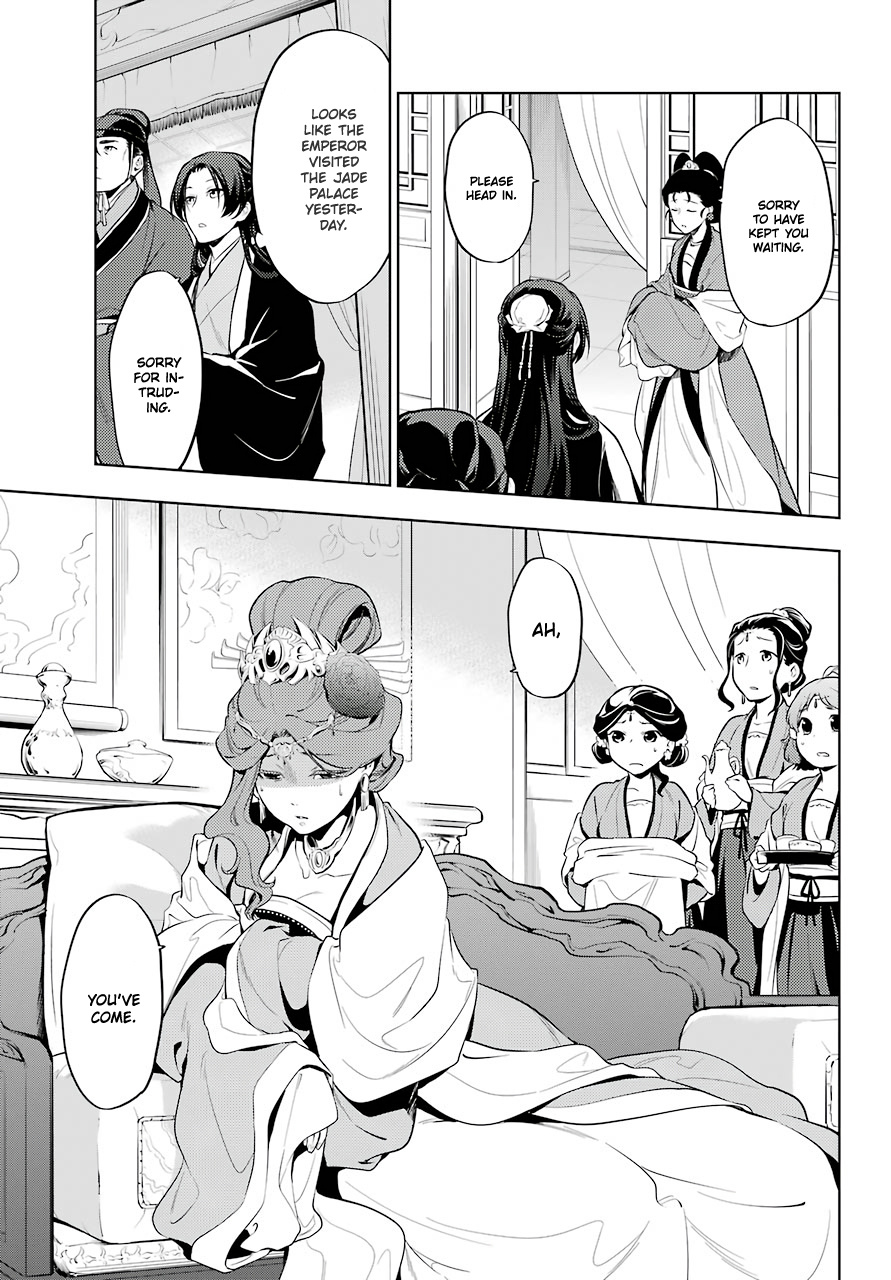 SORRY
TO HAVE
KEPT YOU
WAITING.
PLEASE
HEAD IN.
LOOKS
LIKE THE
EMPEROR
VISITED
THE JADE
PALACE
YESTER-
DAY.
SORRY
FOR IN-
TRUD-
ING.
AH,
YOU'VE
COME.